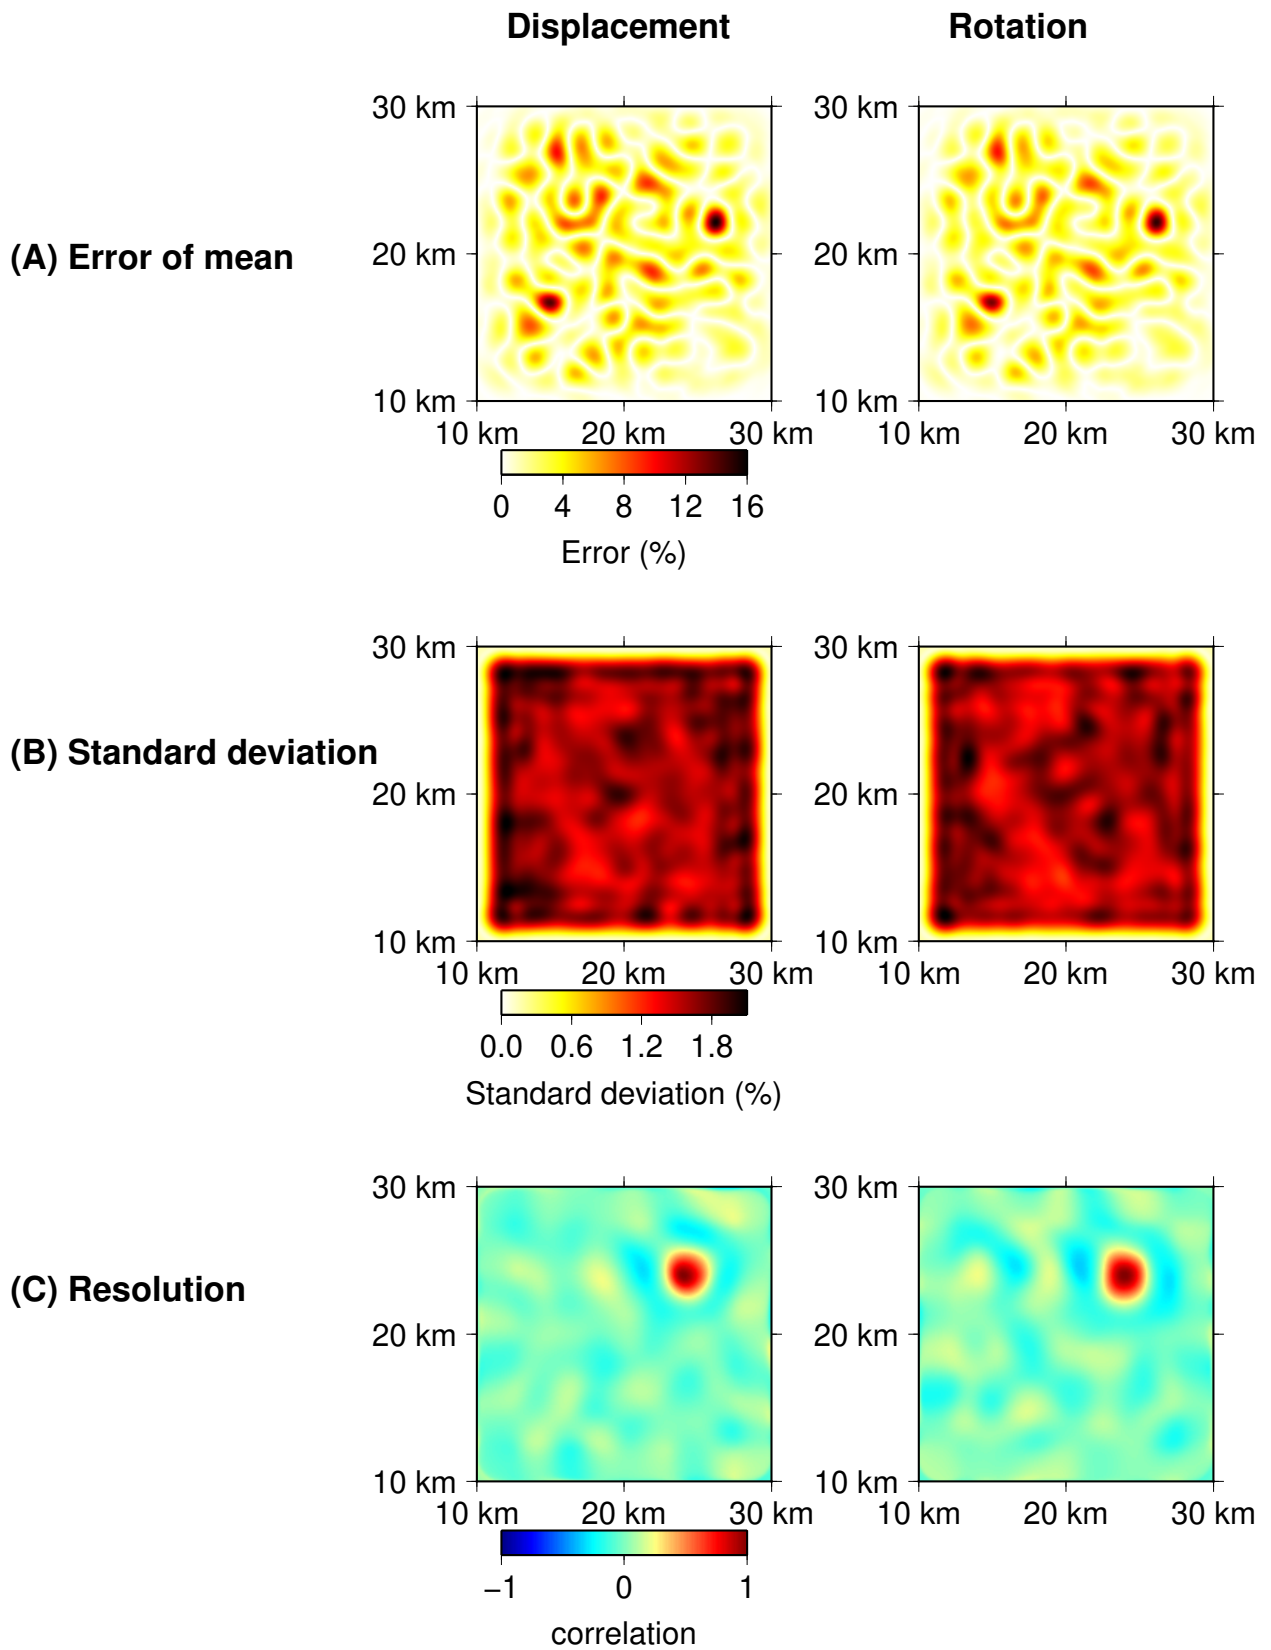 Displacement Rotation
30 km 30 km
(A) Error of mean 20 km 20 km
10 km 10 km
10 km 20 km 30 km 10 km 20 km 30 km
0 4 8 12 16
Error (%)
30 km 30 km
(B) Standard deviation
20 km 20 km
10 km 10 km
10 km 20 km 30 km 10 km 20 km 30 km
0.0 0.6 1.2 1.8
Standard deviation (%)
30 km 30 km
(C) Resolution
20 km 20 km
10 km 10 km
10 km 20 km 30 km 10 km 20 km 30 km
−1 0 1
correlation